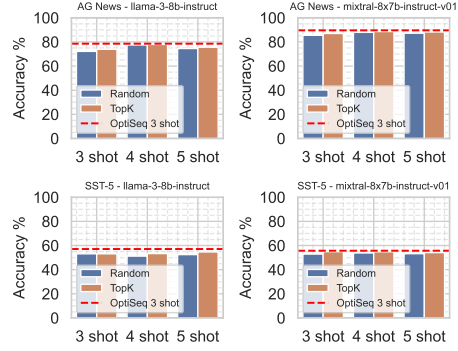 AG News - llama-3-8b-instruct
Accuracy %
100
80
60
40
20
0
Random
TopK
OptiSeq 3 shot
3 shot 4 shot 5 shot
AG News - mixtral-8x7b-instruct-v01
Accuracy %
100
80
60
40
20
0
Random
TopK
OptiSeq 3 shot
3 shot 4 shot 5 shot
SST-5 - llama-3-8b-instruct
Accuracy %
100
80
60
40
20
0
Random
TopK
OptiSeq 3 shot
3 shot 4 shot 5 shot
SST-5 - mixtral-8x7b-instruct-v01
Accuracy %
100
80
60
40
20
0
Random
TopK
OptiSeq 3 shot
3 shot 4 shot 5 shot